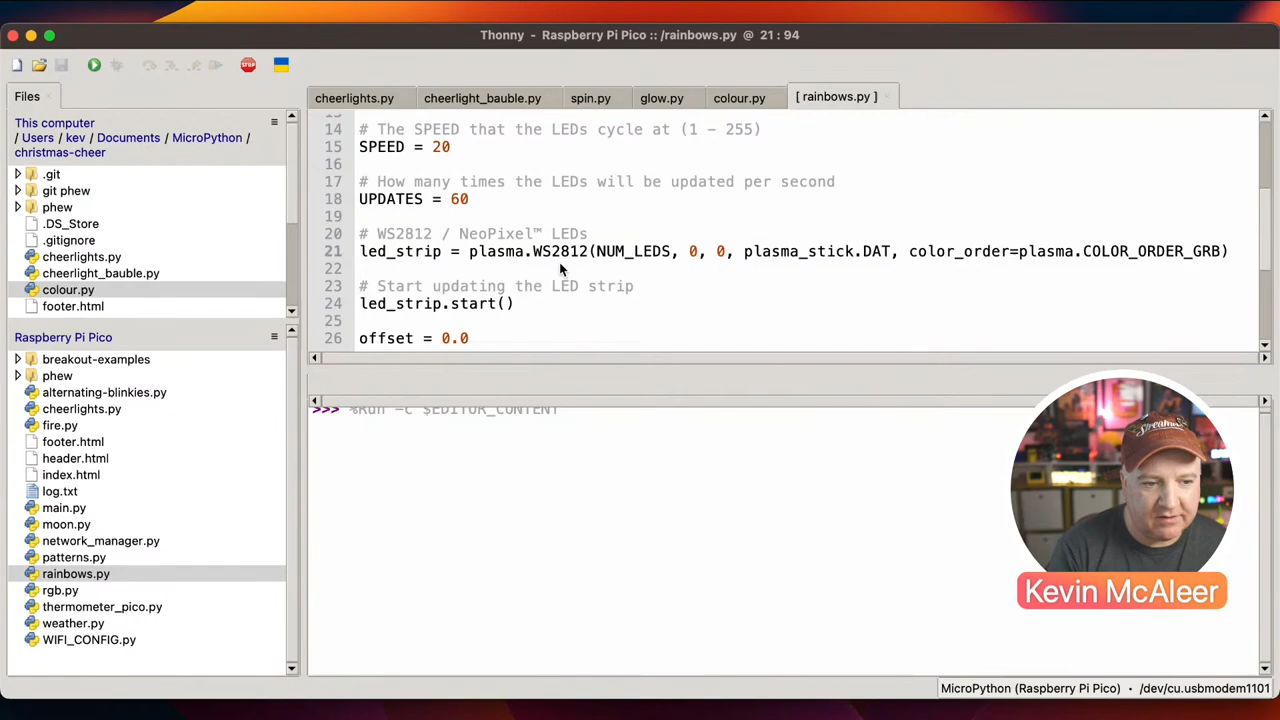 Thonny - Raspberry Pi Pico :: /rainbows.py @ 21 : 94
STOP
Files
This computer
/ Users / kev / Documents / MicroPython /
christmas-cheer
.git
git phew
phew
.DS_Store
.gitignore
cheerlights.py
cheerlight_bauble.py
colour.py
footer.html
Raspberry Pi Pico
breakout-examples
phew
alternating-blinkies.py
cheerlights.py
fire.py
footer.html
header.html
index.html
log.txt
main.py
moon.py
network_manager.py
patterns.py
rainbows.py
rgb.py
thermometer_pico.py
weather.py
WIFI_CONFIG.py
cheerlights.py
cheerlight_bauble.py
spin.py
glow.py
colour.py
[ rainbows.py ]
13
14 # The SPEED that the LEDs cycle at (1 - 255)
15 SPEED = 20
16
17 # How many times the LEDs will be updated per second
18 UPDATES = 60
19
20 # WS2812 / NeoPixel™ LEDs
21 led_strip = plasma.WS2812(NUM_LEDS, 0, 0, plasma_stick.DAT, color_order=plasma.COLOR_ORDER_GRB)
22
23 # Start updating the LED strip
24 led_strip.start()
25
26 offset = 0.0
>>> %Run -c $EDITOR_CONTENT
Kevin McAleer
MicroPython (Raspberry Pi Pico) • /dev/cu.usbmodem1101